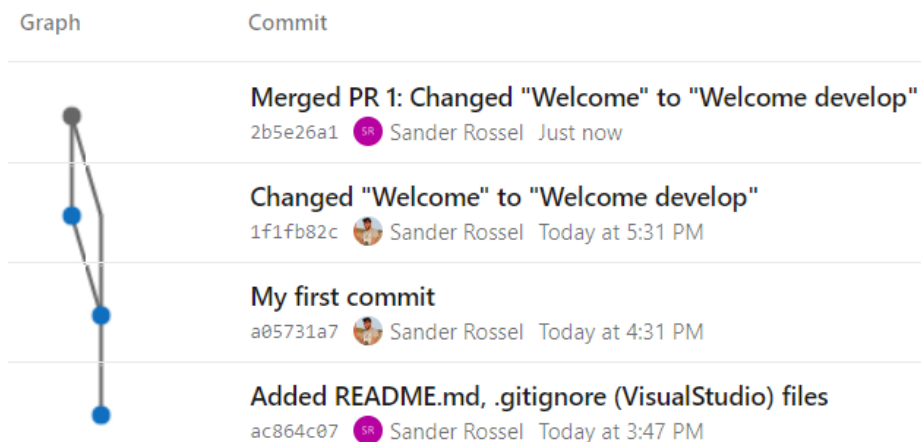 Graph Commit
Merged PR 1: Changed "Welcome" to "Welcome develop"
2b5e26a1 SR Sander Rossel Just now
Changed "Welcome" to "Welcome develop"
1f1fb82c Sander Rossel Today at 5:31 PM
My first commit
a05731a7 Sander Rossel Today at 4:31 PM
Added README.md, .gitignore (VisualStudio) files
ac864c07 SR Sander Rossel Today at 3:47 PM